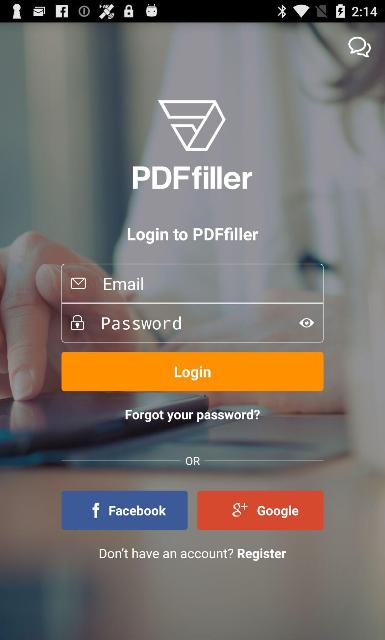 2:14
PDFfiller
Login to PDFfiller
Email
Password
Login
Forgot your password?
OR
f Facebook
g+ Google
Don't have an account? Register